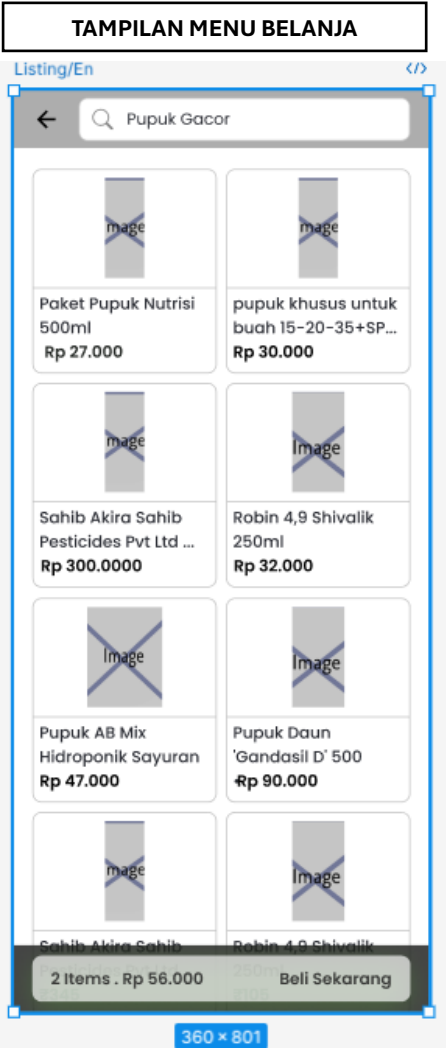 TAMPILAN MENU BELANJA
Listing/En
</>
Pupuk Gacor
mage
mage
Paket Pupuk Nutrisi
500ml
Rp 27.000
pupuk khusus untuk
buah 15-20-35+SP...
Rp 30.000
mage
Image
Sahib Akira Sahib
Pesticides Pvt Ltd ...
Rp 300.0000
Robin 4,9 Shivalik
250ml
Rp 32.000
Image
Image
Pupuk AB Mix
Hidroponik Sayuran
Rp 47.000
Pupuk Daun
'Gandasil D' 500
Rp 90.000
mage
Image
Sahib Akira Sahib
Robin 4,9 Shivalik
2 Items . Rp 56.000
Beli Sekarang
360 × 801